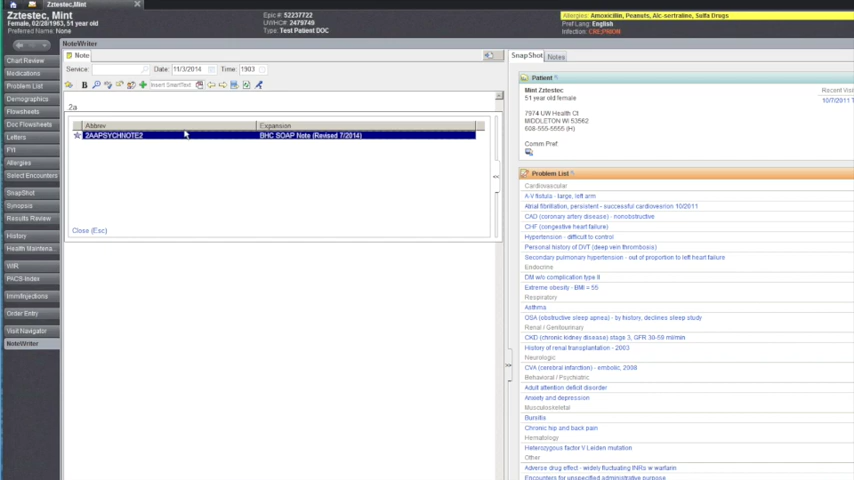 Zztestec,Mint
Zztestec, Mint
Female, 02/28/1963, 51 year old
Preferred Name: None
Epic #: 52237722
UWHC#: 2479749
Type: Test Patient DOC
Allergies: Amoxicillin, Peanuts, Alc-sertraline, Sulfa Drugs
Pref Lang: English
Infection: CRE,PNION
Chart Review
Medications
Problem List
Demographics
Flowsheets
Doc Flowsheets
Letters
FYI
Allergies
Select Encounters
SnapShot
Synopsis
Results Review
History
Health Maintena.
WIR
PACS-Index
Imm/Injections
Order Entry
Visit Navigator
NoteWriter
NoteWriter
Note
Service:
Date: 11/3/2014
Time: 1903
B
Insert SmartText
2a
Abbrev
Expansion
2AAPSYCHNOTE2
BHC SOAP Note (Revised 7/2014)
Close (Esc)
SnapShot
Notes
Patient
Mint Zztestec
51 year old female
Recent Visi
10/7/2011 T
7974 UW Health Ct
MIDDLETON WI 53562
608-555-5555 (H)
Comm Pref
Problem List
Cardiovascular
A-V fistula - large, left arm
Atrial fibrillation, persistent - successful cardioversion 10/2011
CAD (coronary artery disease) - nonobstructive
CHF (congestive heart failure)
Hypertension - difficult to control
Personal history of DVT (deep vein thrombosis)
Secondary pulmonary hypertension - out of proportion to left heart failure
Endocrine
DM w/o complication type II
Extreme obesity - BMI = 55
Respiratory
Asthma
OSA (obstructive sleep apnea) - by history, declines sleep study
Renal / Genitourinary
CKD (chronic kidney disease) stage 3, GFR 30-59 ml/min
History of renal transplantation - 2003
Neurologic
CVA (cerebral infarction) - embolic, 2008
Behavioral / Psychiatric
Adult attention deficit disorder
Anxiety and depression
Musculoskeletal
Bursitis
Chronic hip and back pain
Hematology
Heterozygous factor V Leiden mutation
Other
Adverse drug effect - widely fluctuating INRs w warfarin
Encounters for unspecified administrative purpose